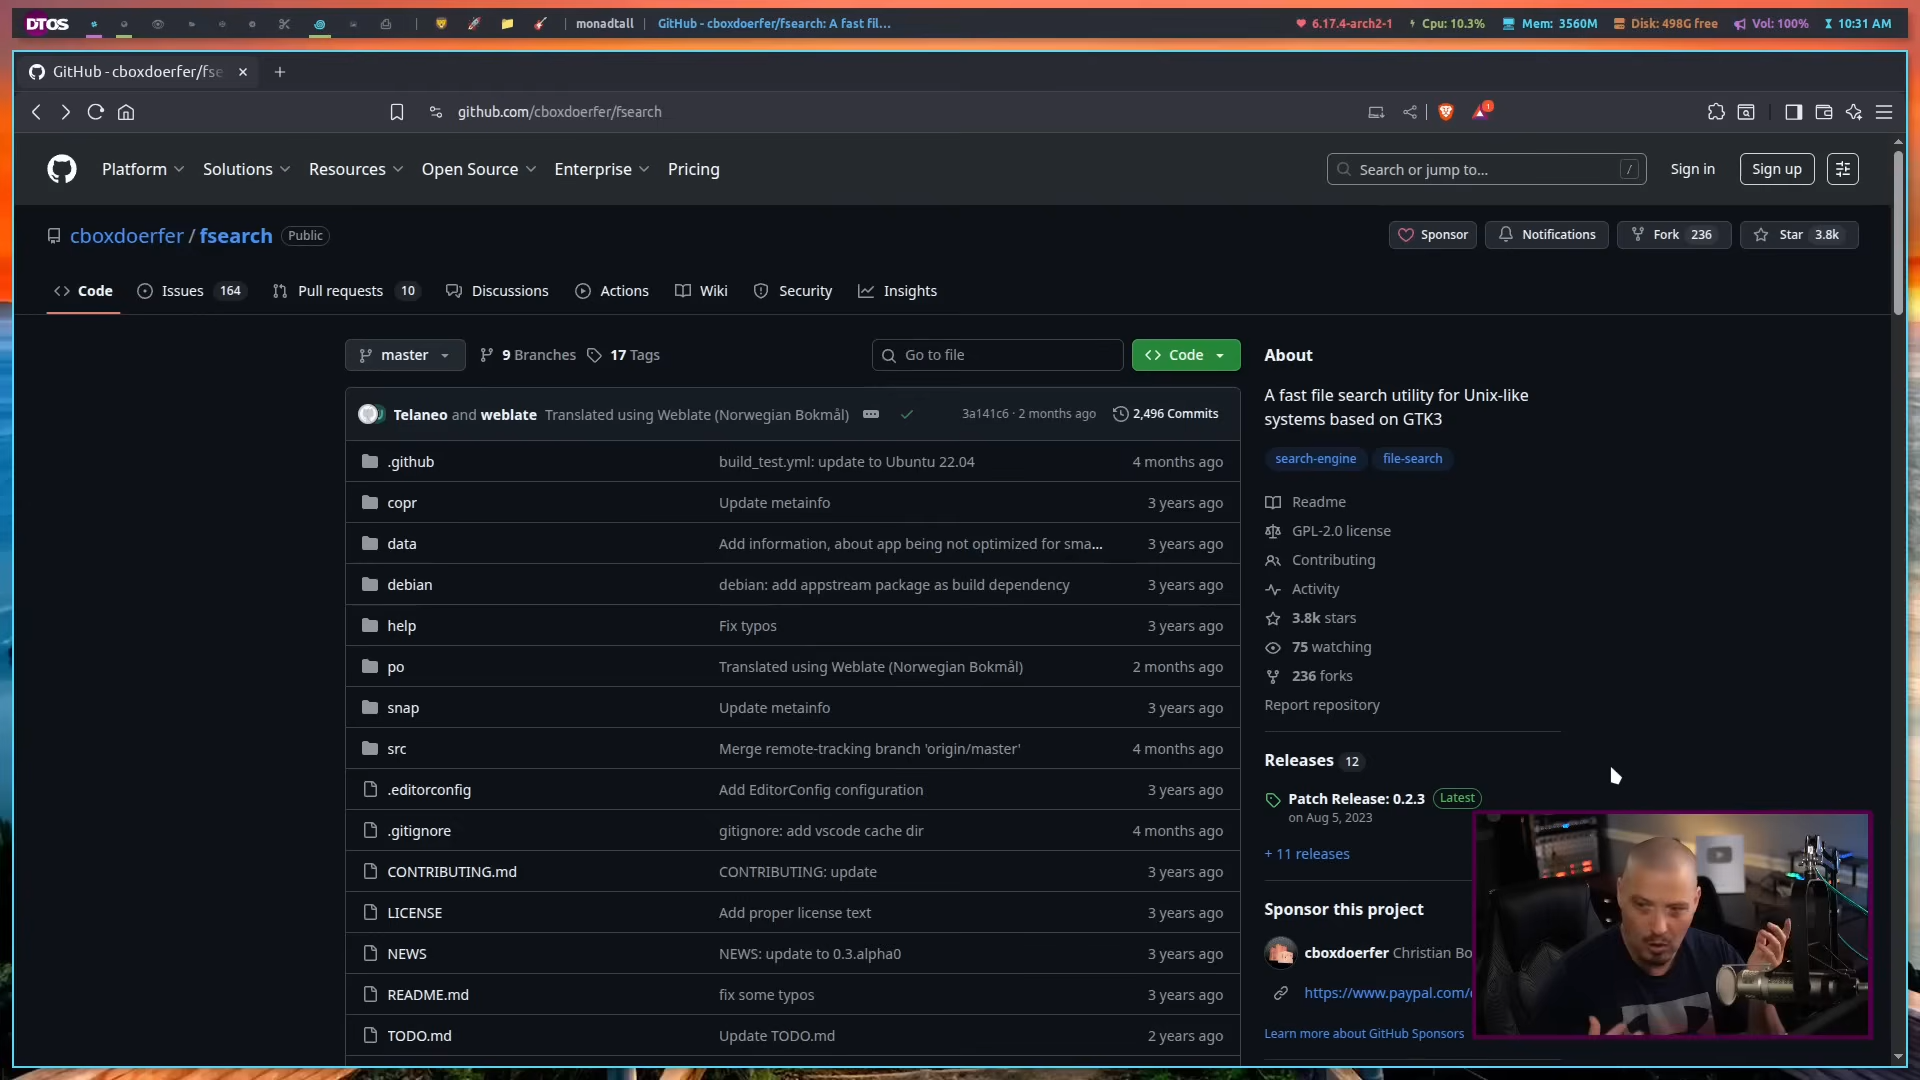 DTOS
monadtall
GitHub - cboxdoerfer/fsearch: A fast fil...
6.17.4-arch2-1
Cpu: 10.3%
Mem: 3560M
Disk: 498G free
Vol: 100%
10:31 AM
GitHub - cboxdoerfer/fse
github.com/cboxdoerfer/fsearch
1
Platform
Solutions
Resources
Open Source
Enterprise
Pricing
Search or jump to...
/
Sign in
Sign up
cboxdoerfer / fsearch
Public
Sponsor
Notifications
Fork 236
Star 3.8k
Code
Issues 164
Pull requests 10
Discussions
Actions
Wiki
Security
Insights
master
9 Branches
17 Tags
Go to file
Code
Telaneo and weblate Translated using Weblate (Norwegian Bokmål)
3a141c6 · 2 months ago
2,496 Commits
.github build_test.yml: update to Ubuntu 22.04 4 months ago
copr Update metainfo 3 years ago
data Add information, about app being not optimized for sma... 3 years ago
debian debian: add appstream package as build dependency 3 years ago
help Fix typos 3 years ago
po Translated using Weblate (Norwegian Bokmål) 2 months ago
snap Update metainfo 3 years ago
src Merge remote-tracking branch 'origin/master' 4 months ago
.editorconfig Add EditorConfig configuration 3 years ago
.gitignore gitignore: add vscode cache dir 4 months ago
CONTRIBUTING.md CONTRIBUTING: update 3 years ago
LICENSE Add proper license text 3 years ago
NEWS NEWS: update to 0.3.alpha0 3 years ago
README.md fix some typos 3 years ago
TODO.md Update TODO.md 2 years ago
About
A fast file search utility for Unix-like
systems based on GTK3
search-engine
file-search
Readme
GPL-2.0 license
Contributing
Activity
3.8k stars
75 watching
236 forks
Report repository
Releases 12
Patch Release: 0.2.3
Latest
on Aug 5, 2023
+ 11 releases
Sponsor this project
cboxdoerfer Christian Bo
https://www.paypal.com/
Learn more about GitHub Sponsors